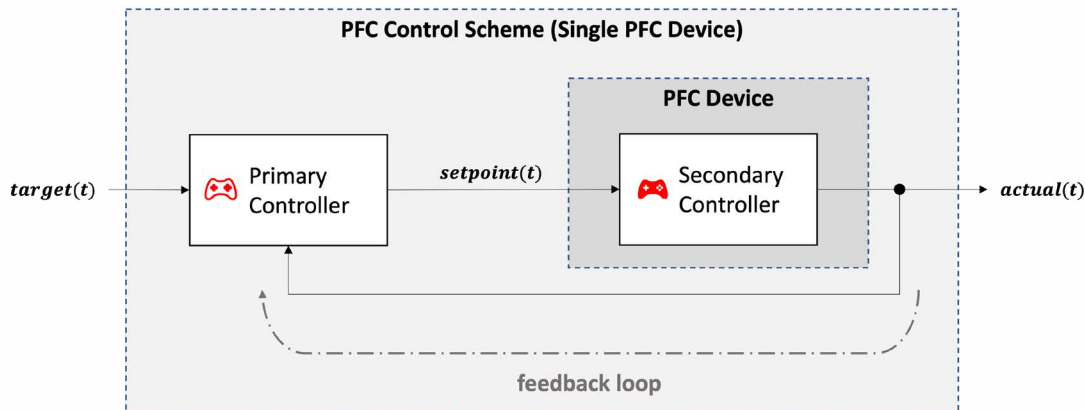 PFC Control Scheme (Single PFC Device)
PFC Device
target(t)
Primary
Controller
setpoint(t)
Secondary
Controller
actual(t)
feedback loop